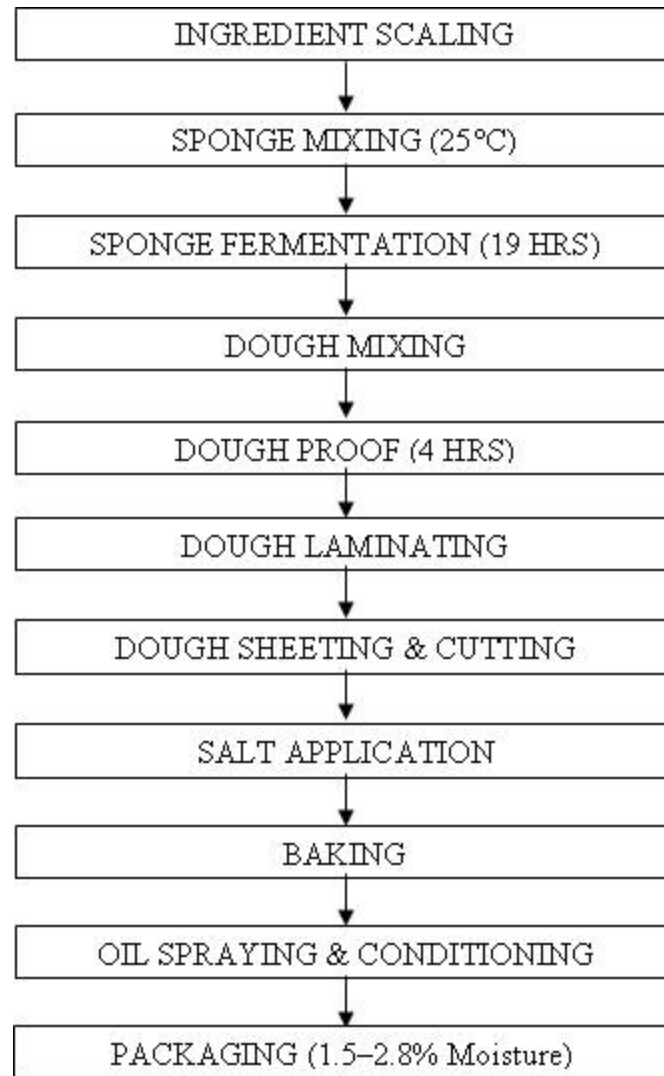 INGREDIENT SCALING
SPONGE MIXING (25°C)
SPONGE FERMENTATION (19 HRS)
DOUGH MIXING
DOUGH PROOF (4 HRS)
DOUGH LAMINATING
DOUGH SHEETING & CUTTING
SALT APPLICATION
BAKING
OIL SPRAYING & CONDITIONING
PACKAGING (1.5–2.8% Moisture)